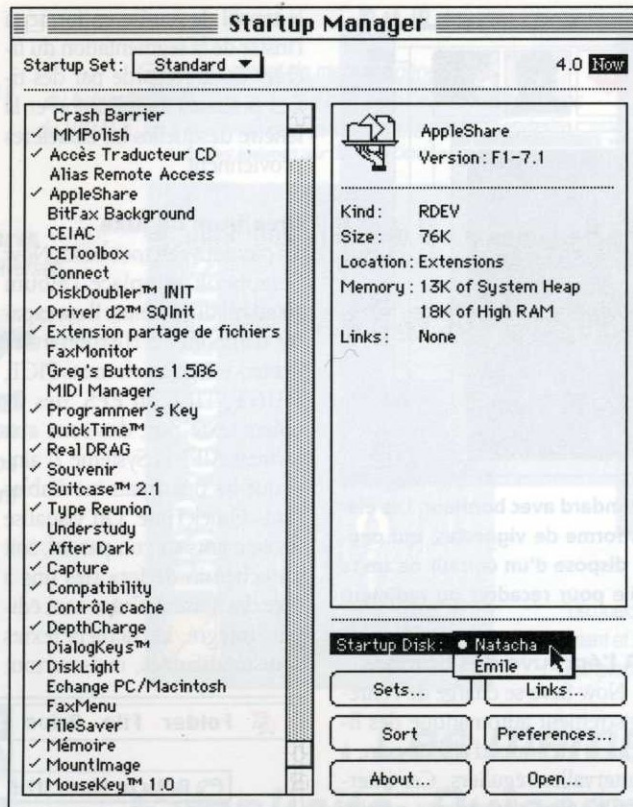 Startup Manager
Startup Set: Standard ▼
4.0 Now
Crash Barrier
MMPolish
✓ Accès Traducteur CD
Alias Remote Access
✓ AppleShare
BitFax Background
CEIAC
CEToolbox
Connect
DiskDoubler™ INIT
✓ Driver d2™ SQInit
✓ Extension partage de fichiers
FaxMonitor
Greg's Buttons 1.5B6
MIDI Manager
✓ Programmer's Key
QuickTime™
✓ RealDRAG
✓ Souvenir
✓ Suitcase™ 2.1
✓ Type Reunion
Understudy
✓ After Dark
✓ Capture
✓ Compatibility
Contrôle cache
✓ DepthCharge
DialogKeys™
✓ DiskLight
Echange PC/Macintosh
FaxMenu
✓ FileSaver
✓ Mémoire
✓ MountImage
✓ MouseKey™ 1.0
AppleShare
Version: F1-7.1
Kind: RDEV
Size: 76K
Location: Extensions
Memory: 13K of System Heap
18K of High RAM
Links: None
Startup Disk: Natacha
Émile
Sets... Links...
Sort Preferences...
About... Open...